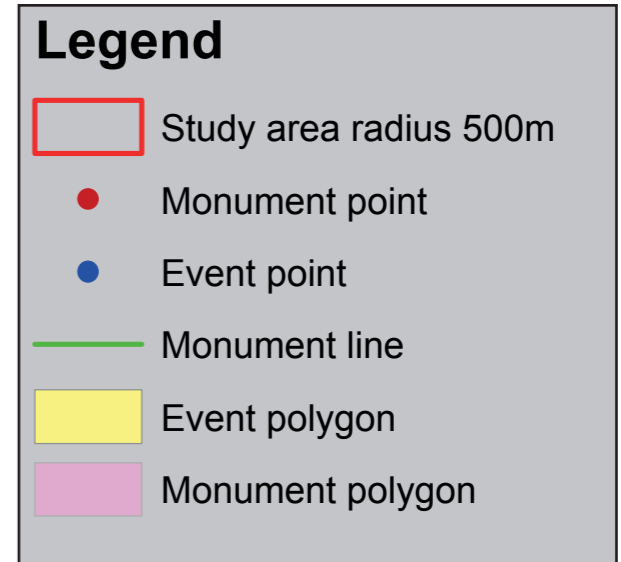 Legend
Study area radius 500m
Monument point
Event point
Monument line
Event polygon
Monument polygon